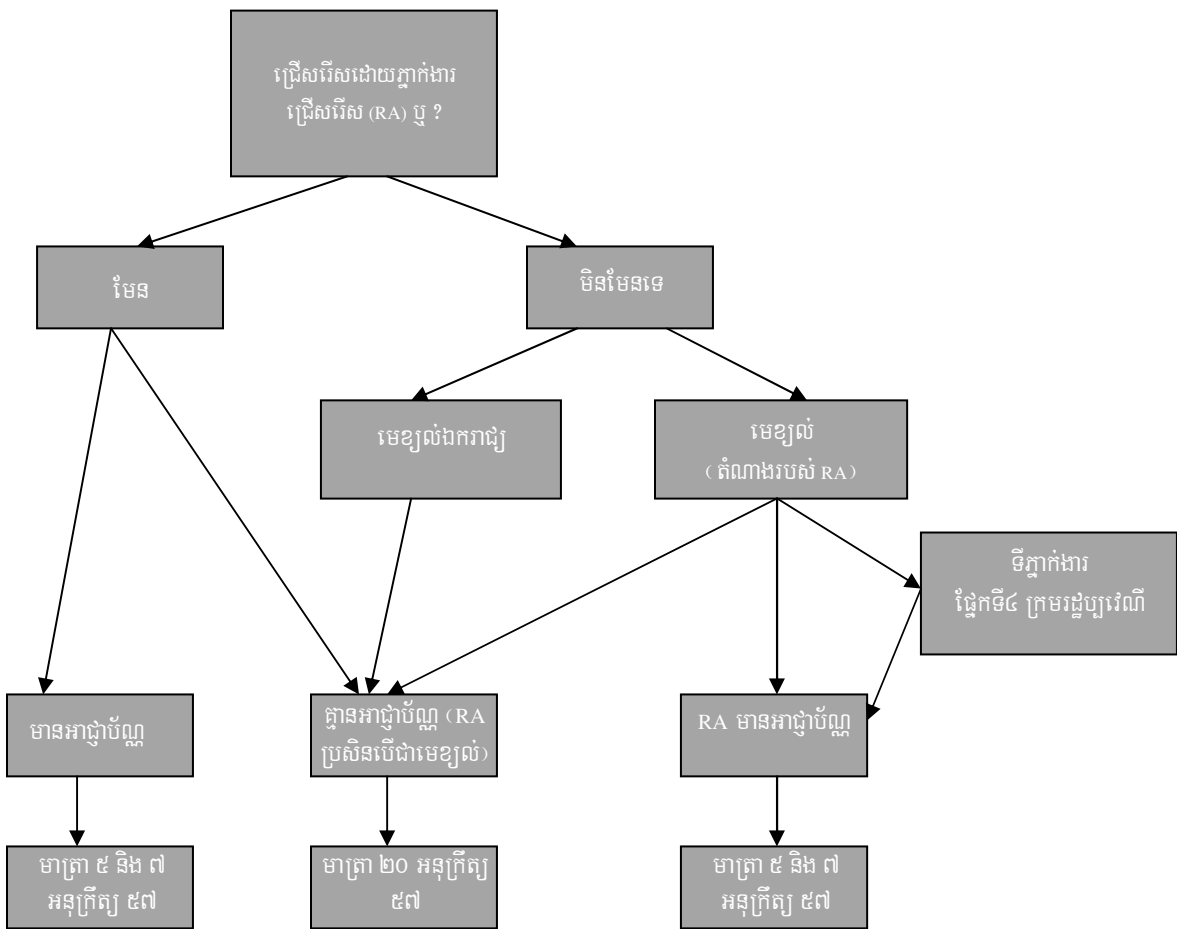 ជ្រើសរើសដោយភ្នាក់ងារ
ជ្រើសរើស (RA) ឬ ?
មែន
មិនមែនទេ
មេខ្យល់ឯករាជ្យ
មេខ្យល់
( តំណាងរបស់ RA)
ទីភ្នាក់ងារ
ផ្នែកទី៤ ក្រមរដ្ឋប្បវេណី
មានអាជ្ញាប័ណ្ណ
គ្មានអាជ្ញាប័ណ្ណ (RA
ប្រសិនបើជាមេខ្យល់)
RA មានអាជ្ញាប័ណ្ណ
មាត្រា ៥ និង ៧
អនុក្រឹត្យ ៥៧
មាត្រា ២០ អនុក្រឹត្យ
៥៧
មាត្រា ៥ និង ៧
អនុក្រឹត្យ ៥៧